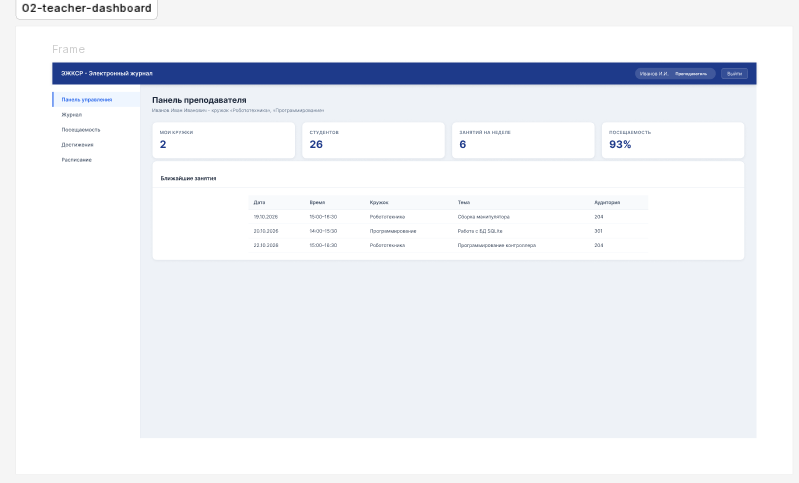 02-teacher-dashboard
Frame
ЭЖККСР - Электронный журнал
Иванов И.И. Преподаватель
Выйти
Панель управления
Журнал
Посещаемость
Достижения
Расписание
Панель преподавателя
Иванов Иван Иванович - кружок «Робототехника», «Программирование»
МОИ КРУЖКИ
2
СТУДЕНТОВ
26
ЗАНЯТИЙ НА НЕДЕЛЕ
6
ПОСЕЩАЕМОСТЬ
93%
Ближайшие занятия
Дата Время Кружок Тема Аудитория
19.10.2026 15:00-16:30 Робототехника Сборка манипулятора 204
20.10.2026 14:00-15:30 Программирование Работа с БД SQLite 301
22.10.2026 15:00-16:30 Робототехника Программирование контроллера 204